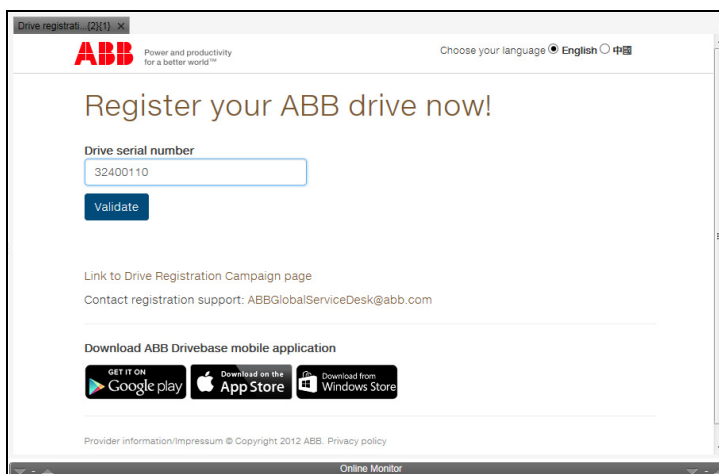 Drive registrati...{2}{1} ×
ABB
Power and productivity
for a better world™
Choose your language English 中國
Register your ABB drive now!
Drive serial number
32400110
Validate
Link to Drive Registration Campaign page
Contact registration support: ABBGlobalServiceDesk@abb.com
Download ABB Drivebase mobile application
GET IT ON
Google play
Download on the
App Store
Download from
Windows Store
Provider information/Impressum © Copyright 2012 ABB. Privacy policy
Online Monitor